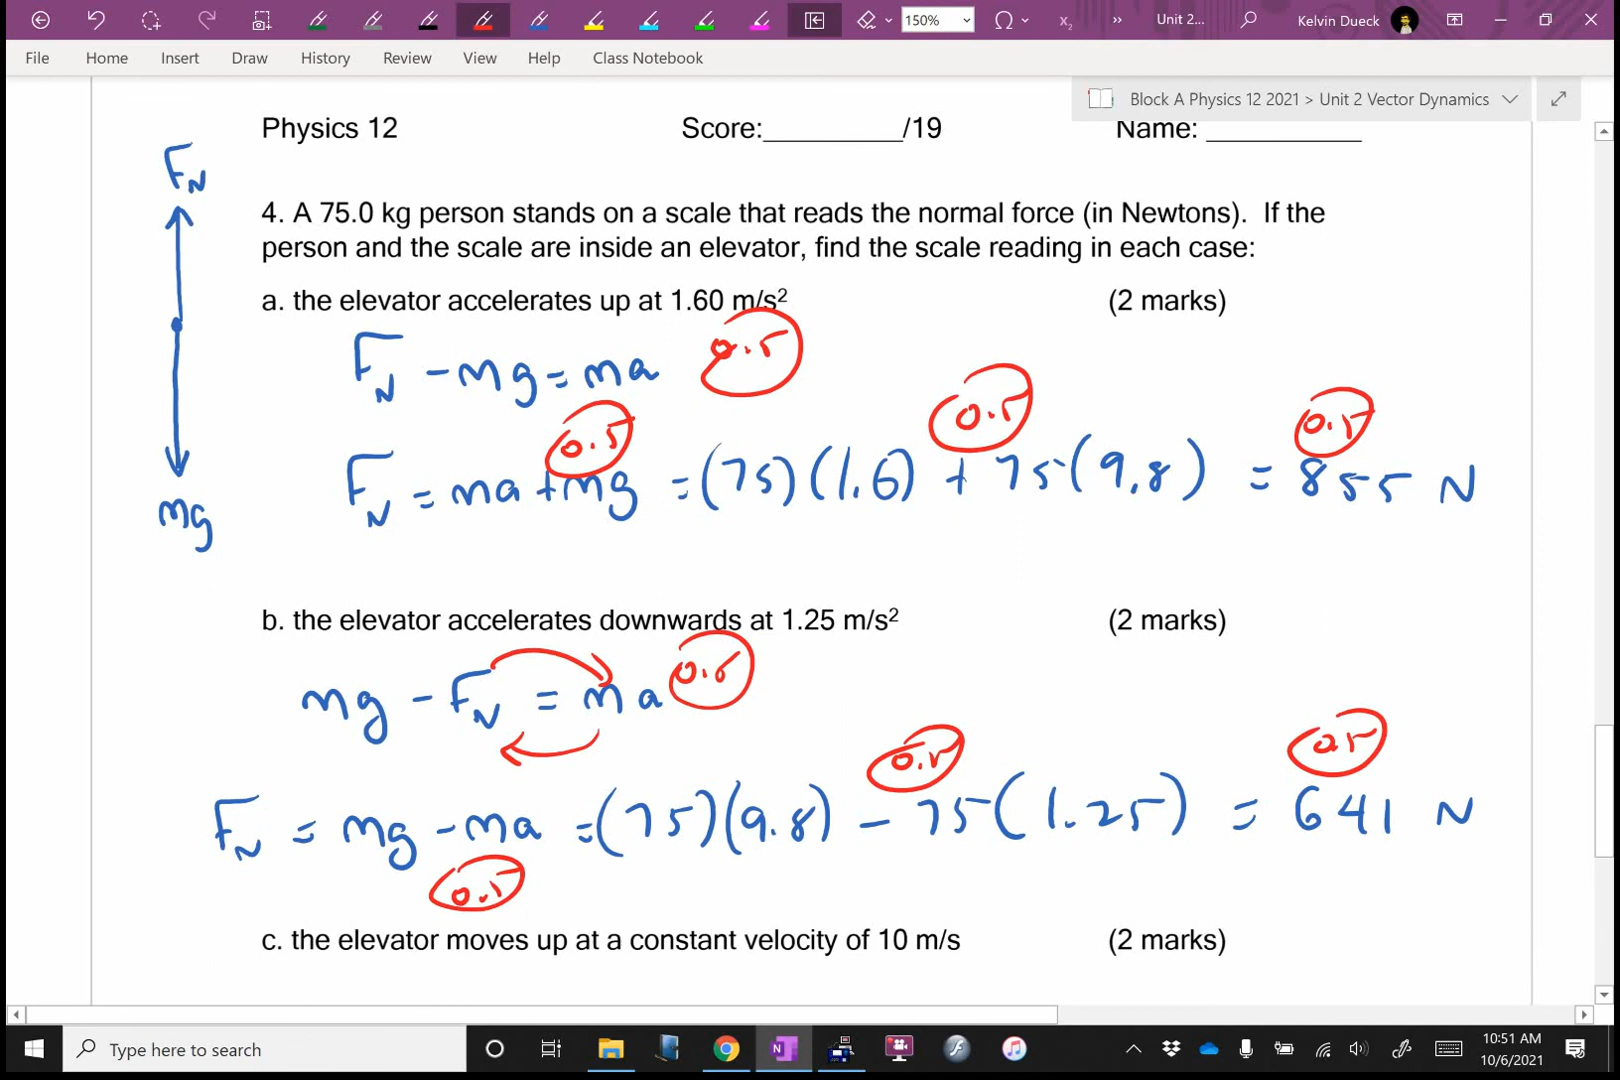 150%
Unit 2...
Kelvin Dueck
File Home Insert Draw History Review View Help Class Notebook
Block A Physics 12 2021 > Unit 2 Vector Dynamics
Physics 12 Score:_________/19 Name: __________
F_N
4. A 75.0 kg person stands on a scale that reads the normal force (in Newtons). If the
person and the scale are inside an elevator, find the scale reading in each case:
a. the elevator accelerates up at 1.60 m/s² (2 marks)
F_N - mg = ma 0.5
0.5 0.5 0.5
F_N = ma + mg = (75)(1.6) + 75(9.8) = 855 N
mg
b. the elevator accelerates downwards at 1.25 m/s² (2 marks)
mg - F_N = ma 0.5
0.5 0.5
F_N = mg - ma = (75)(9.8) - 75(1.25) = 641 N
0.5
c. the elevator moves up at a constant velocity of 10 m/s (2 marks)
Type here to search
10:51 AM
10/6/2021